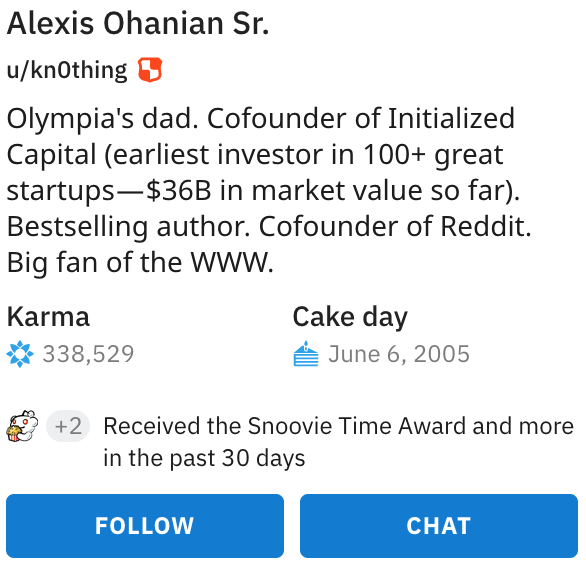 Alexis Ohanian Sr.
u/kn0thing
Olympia's dad. Cofounder of Initialized
Capital (earliest investor in 100+ great
startups—$36B in market value so far).
Bestselling author. Cofounder of Reddit.
Big fan of the WWW.
Karma
Cake day
338,529
June 6, 2005
+2
Received the Snoovie Time Award and more
in the past 30 days
FOLLOW
CHAT